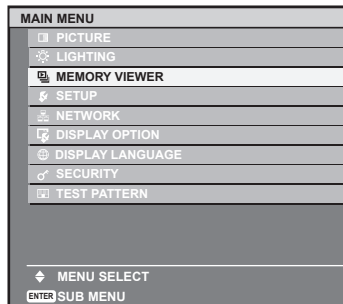 MAIN MENU
PICTURE
LIGHTING
MEMORY VIEWER
SETUP
NETWORK
DISPLAY OPTION
DISPLAY LANGUAGE
SECURITY
TEST PATTERN
MENU SELECT
ENTER SUB MENU